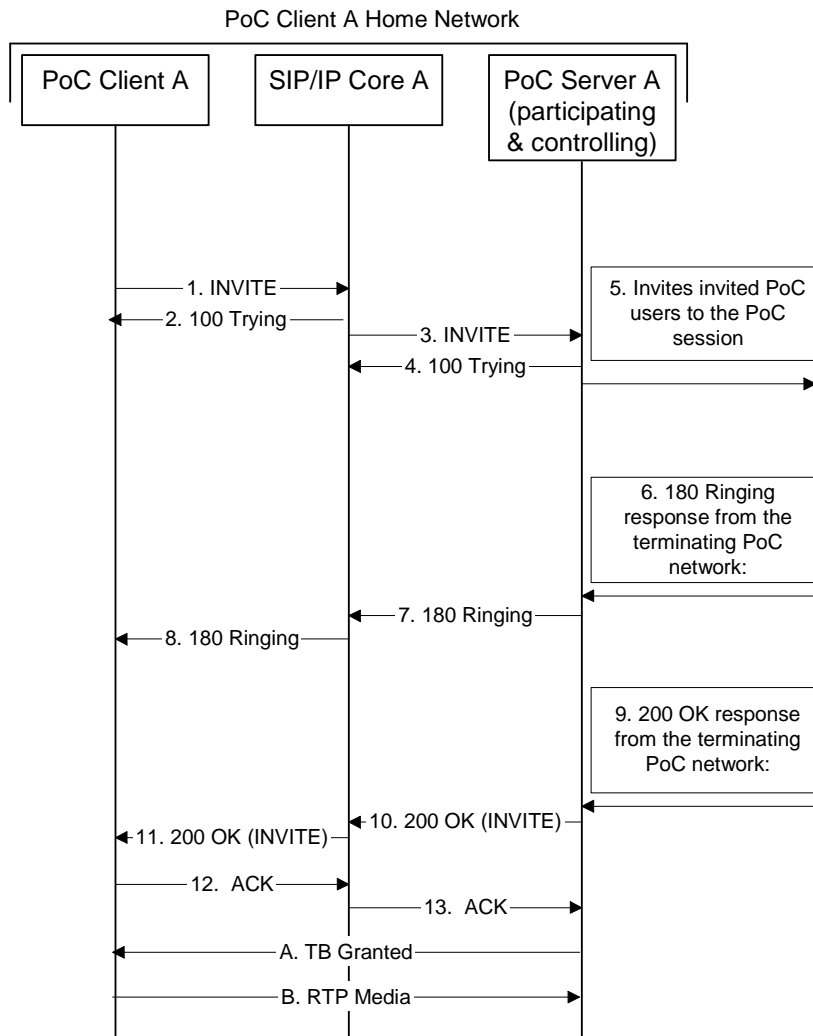 PoC Client A Home Network
PoC Client A
SIP/IP Core A
PoC Server A
(participating
& controlling)
1. INVITE
2. 100 Trying
3. INVITE
4. 100 Trying
5. Invites invited PoC
users to the PoC
session
6. 180 Ringing
response from the
terminating PoC
network:
7. 180 Ringing
8. 180 Ringing
9. 200 OK response
from the terminating
PoC network:
10. 200 OK (INVITE)
11. 200 OK (INVITE)
12. ACK
13. ACK
A. TB Granted
B. RTP Media